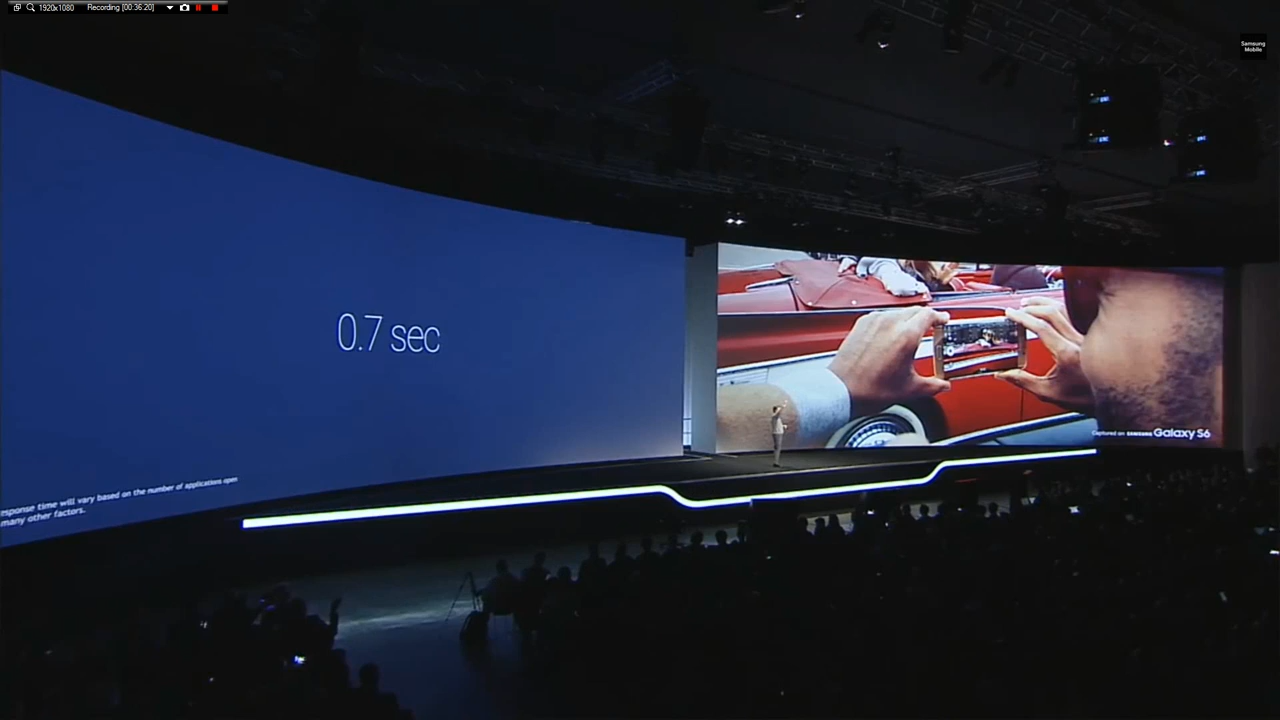 1920x1080 Recording [00:36:20]
Samsung
Mobile
0.7 sec
Captured on SAMSUNG Galaxy S6
sponse time will vary based on the number of applications open
many other factors.